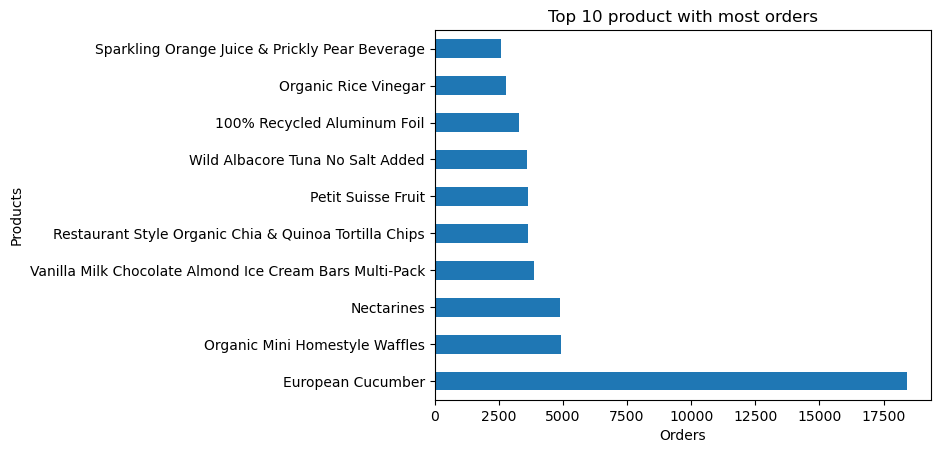 Top 10 product with most orders
Products
Sparkling Orange Juice & Prickly Pear Beverage
Organic Rice Vinegar
100% Recycled Aluminum Foil
Wild Albacore Tuna No Salt Added
Petit Suisse Fruit
Restaurant Style Organic Chia & Quinoa Tortilla Chips
Vanilla Milk Chocolate Almond Ice Cream Bars Multi-Pack
Nectarines
Organic Mini Homestyle Waffles
European Cucumber
0 2500 5000 7500 10000 12500 15000 17500
Orders